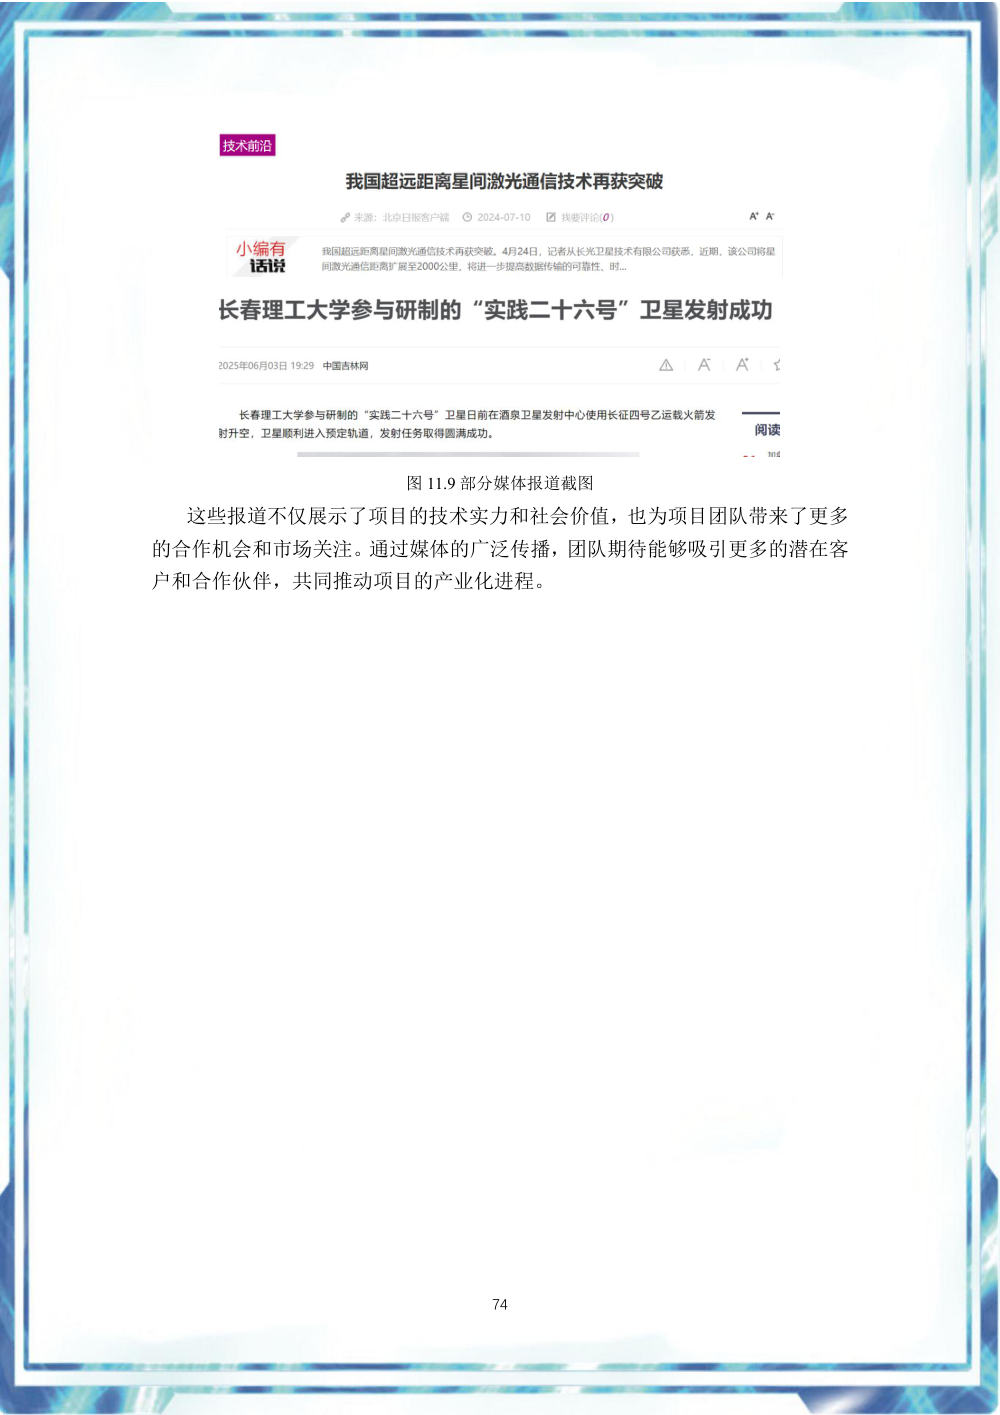 技术前沿
我国超远距离星间激光通信技术再获突破
来源：北京日报客户端 2024-07-10 我要评论(0) A+ A-
小编有
话说
我国超远距离星间激光通信技术再获突破。4月24日，记者从长光卫星技术有限公司获悉，近期，该公司将星
间激光通信距离扩展至2000公里，将进一步提高数据传输的可靠性、时...
长春理工大学参与研制的“实践二十六号”卫星发射成功
2025年06月03日 19:29 中国吉林网 A- A+
长春理工大学参与研制的“实践二十六号”卫星日前在酒泉卫星发射中心使用长征四号乙运载火箭发
射升空，卫星顺利进入预定轨道，发射任务取得圆满成功。
阅读
图 11.9 部分媒体报道截图
这些报道不仅展示了项目的技术实力和社会价值，也为项目团队带来了更多
的合作机会和市场关注。通过媒体的广泛传播，团队期待能够吸引更多的潜在客
户和合作伙伴，共同推动项目的产业化进程。
74